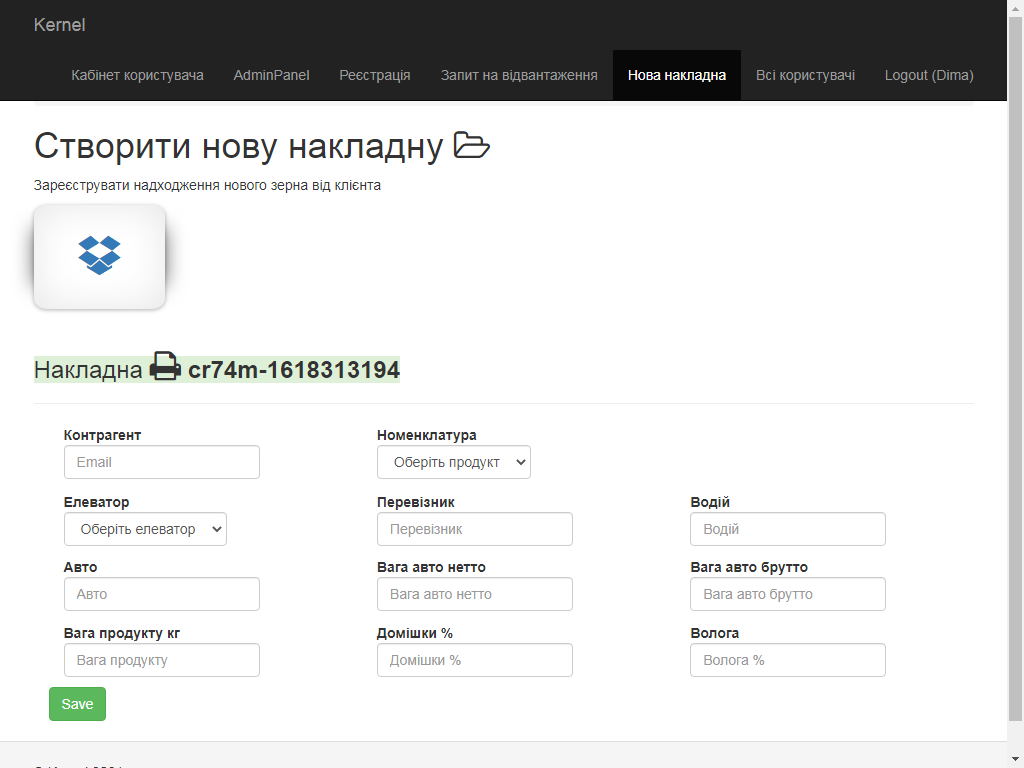 Kernel
Кабінет користувача AdminPanel Реєстрація Запит на відвантаження Нова накладна Всі користувачі Logout (Dima)
Створити нову накладну
Зареєструвати надходження нового зерна від клієнта
Накладна cr74m-1618313194
Контрагент Номенклатура
Email Оберіть продукт
Елеватор Перевізник Водій
Оберіть елеватор Перевізник Водій
Авто Вага авто нетто Вага авто брутто
Авто Вага авто нетто Вага авто брутто
Вага продукту кг Домішки % Волога
Вага продукту Домішки % Волога %
Save